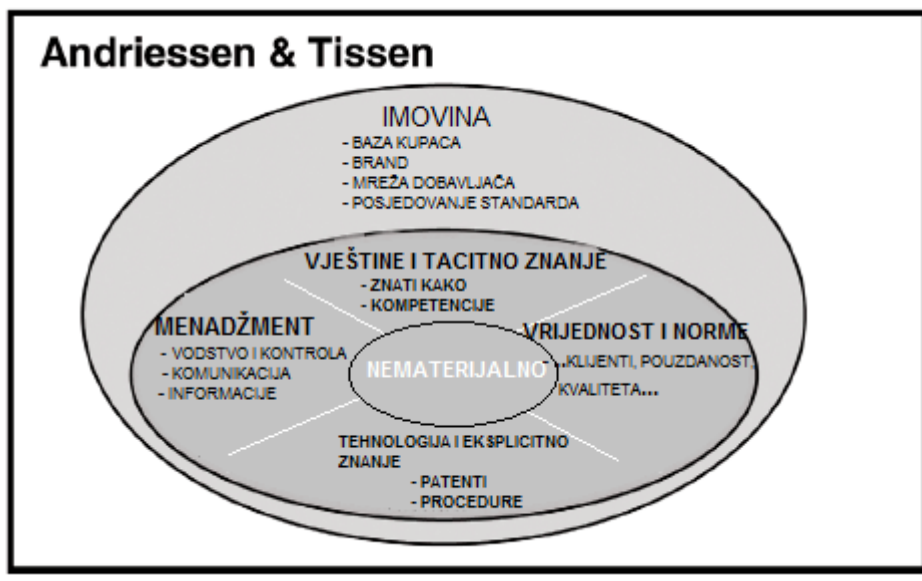 Andriessen & Tissen
IMOVINA
- BAZA KUPACA
- BRAND
- MREŽA DOBAVLJAČA
- POSJEDOVANJE STANDARDA
VJEŠTINE I TACITNO ZNANJE
- ZNATI KAKO
- KOMPETENCIJE
MENADŽMENT
- VODSTVO I KONTROLA
- KOMUNIKACIJA
- INFORMACIJE
NEMATERIJALNO
VRIJEDNOST I NORME
- ...KLIJENTI, POUZDANOST,
KVALITETA...
TEHNOLOGIJA I EKSPLICITNO
ZNANJE
- PATENTI
- PROCEDURE